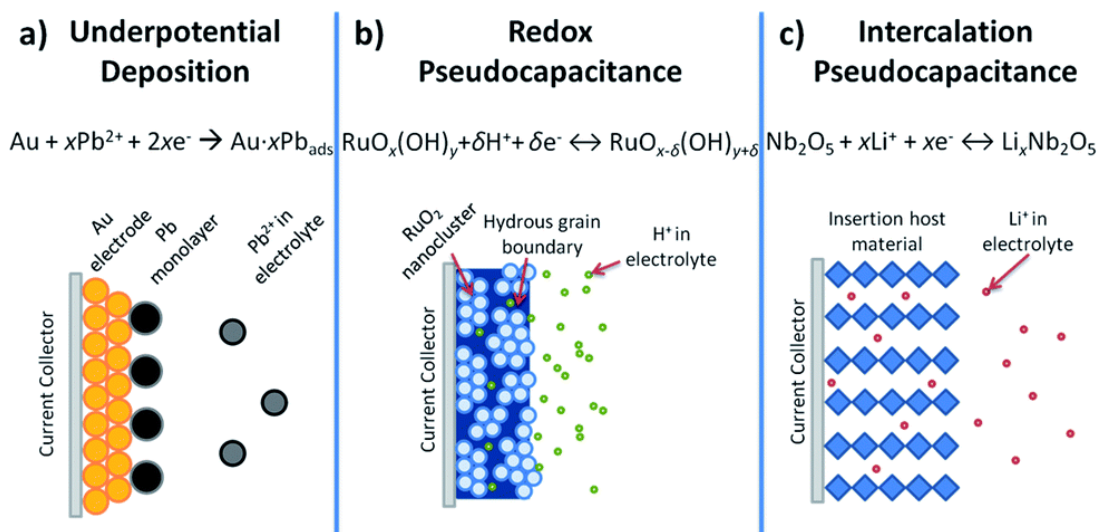 a) Underpotential
Deposition
Au + xPb²⁺ + 2xe⁻ → Au·xPb_ads
Au
electrode
Pb
monolayer
Pb²⁺ in
electrolyte
Current Collector
b) Redox
Pseudocapacitance
RuOₓ(OH)ᵧ+δH⁺ + δe⁻ ↔ RuOₓ₋δ(OH)ᵧ₊δ
RuO₂
nanocluster
Hydrous grain
boundary
H⁺ in
electrolyte
Current Collector
c) Intercalation
Pseudocapacitance
Nb₂O₅ + xLi⁺ + xe⁻ ↔ LiₓNb₂O₅
Insertion host
material
Li⁺ in
electrolyte
Current Collector